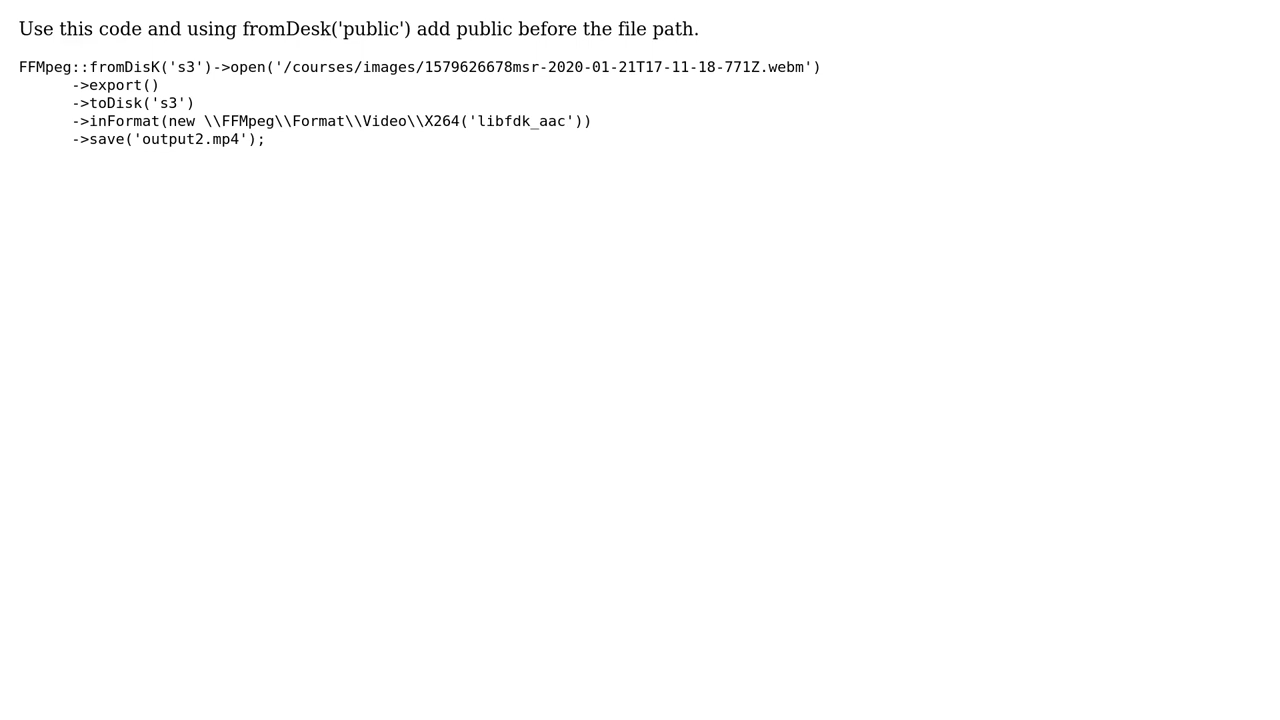 Use this code and using fromDesk('public') add public before the file path.
FFMpeg::fromDisK('s3')->open('/courses/images/1579626678msr-2020-01-21T17-11-18-771Z.webm')
      ->export()
      ->toDisk('s3')
      ->inFormat(new \\FFMpeg\\Format\\Video\\X264('libfdk_aac'))
      ->save('output2.mp4');